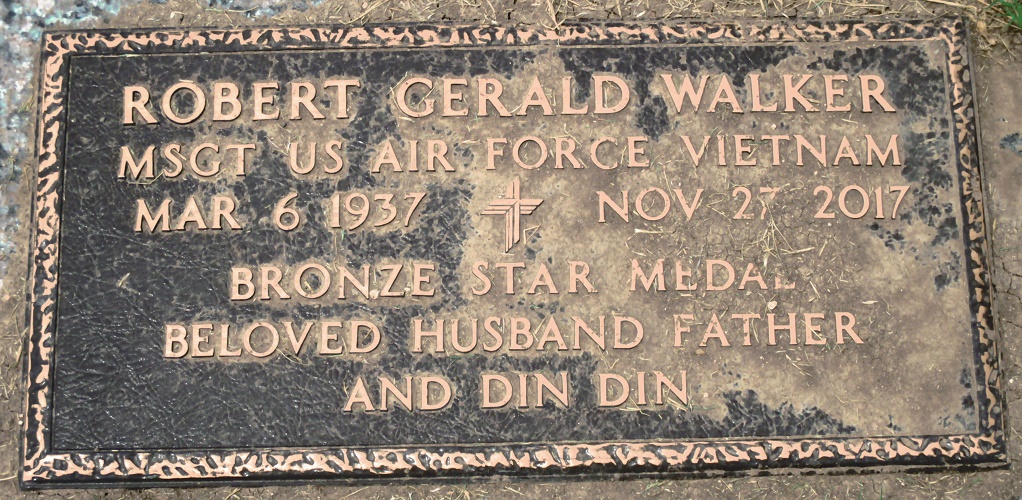 ROBERT GERALD WALKER
MSGT US AIR FORCE VIETNAM
MAR 6 1937 NOV 27 2017
BRONZE STAR MEDAL
BELOVED HUSBAND FATHER
AND DIN DIN